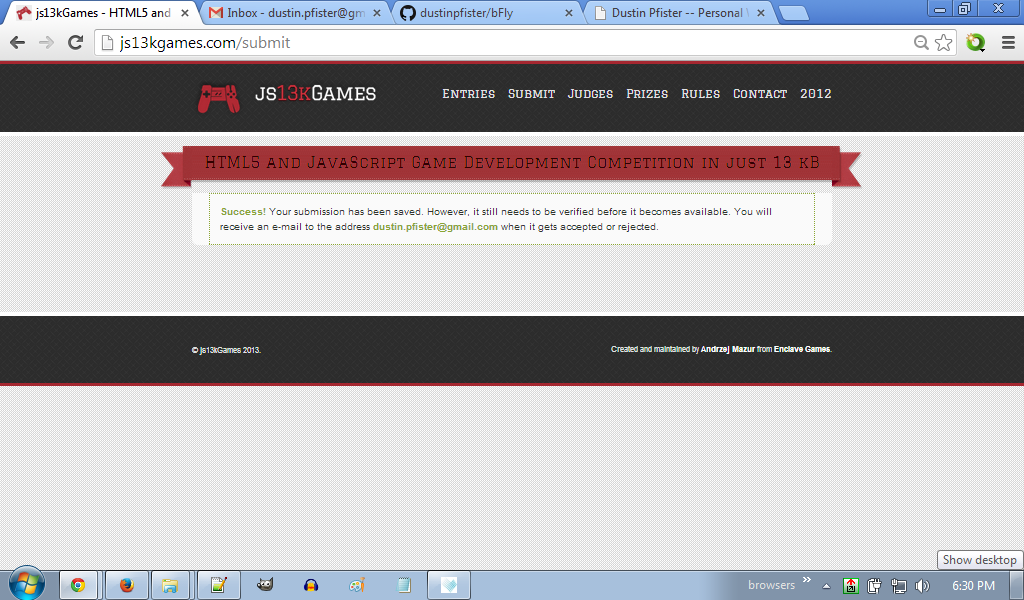 js13kGames - HTML5 and
Inbox - dustin.pfister@gm
dustinpfister/bFly
Dustin Pfister -- Personal
js13kgames.com/submit
JS13KGAMES
ENTRIES SUBMIT JUDGES PRIZES RULES CONTACT 2012
HTML5 AND JAVASCRIPT GAME DEVELOPMENT COMPETITION IN JUST 13 KB
Success! Your submission has been saved. However, it still needs to be verified before it becomes available. You will
receive an e-mail to the address dustin.pfister@gmail.com when it gets accepted or rejected.
© js13kGames 2013.
Created and maintained by Andrzej Mazur from Enclave Games.
Show desktop
browsers
6:30 PM